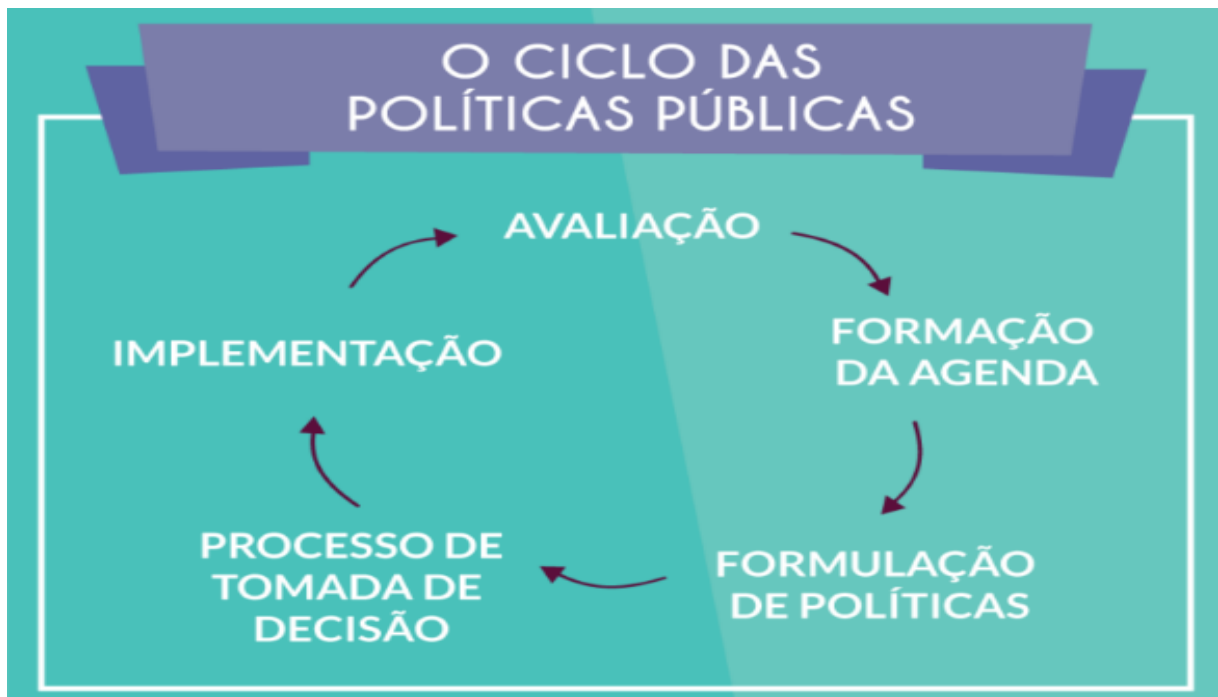 O CICLO DAS
POLÍTICAS PÚBLICAS
AVALIAÇÃO
FORMAÇÃO
DA AGENDA
FORMULAÇÃO
DE POLÍTICAS
PROCESSO DE
TOMADA DE
DECISÃO
IMPLEMENTAÇÃO